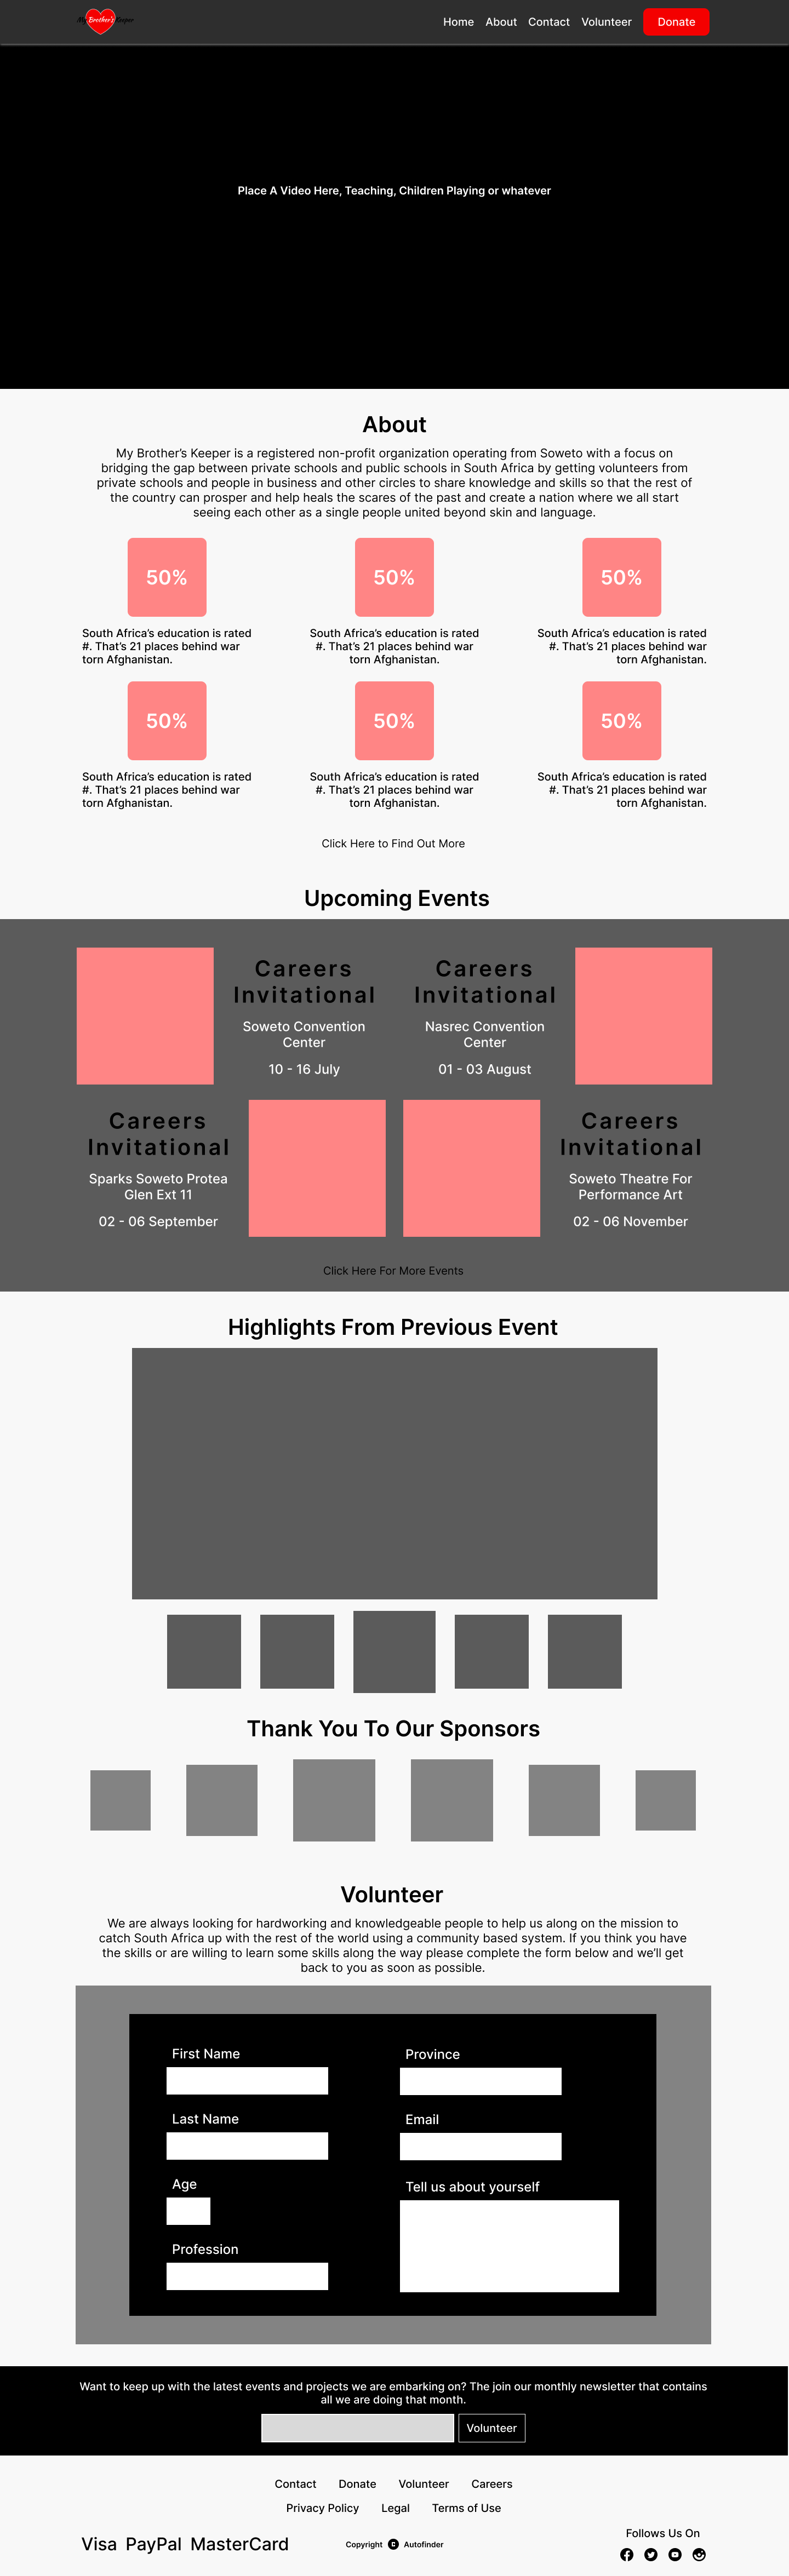 My Brother's Keeper
Home About Contact Volunteer Donate
Place A Video Here, Teaching, Children Playing or whatever
About
My Brother's Keeper is a registered non-profit organization operating from Soweto with a focus on
bridging the gap between private schools and public schools in South Africa by getting volunteers from
private schools and people in business and other circles to share knowledge and skills so that the rest of
the country can prosper and help heals the scares of the past and create a nation where we all start
seeing each other as a single people united beyond skin and language.
50%
50%
50%
South Africa's education is rated
#. That's 21 places behind war
torn Afghanistan.
South Africa's education is rated
#. That's 21 places behind war
torn Afghanistan.
South Africa's education is rated
#. That's 21 places behind war
torn Afghanistan.
50%
50%
50%
South Africa's education is rated
#. That's 21 places behind war
torn Afghanistan.
South Africa's education is rated
#. That's 21 places behind war
torn Afghanistan.
South Africa's education is rated
#. That's 21 places behind war
torn Afghanistan.
Click Here to Find Out More
Upcoming Events
Careers
Invitational
Soweto Convention
Center
10 - 16 July
Careers
Invitational
Nasrec Convention
Center
01 - 03 August
Careers
Invitational
Sparks Soweto Protea
Glen Ext 11
02 - 06 September
Careers
Invitational
Soweto Theatre For
Performance Art
02 - 06 November
Click Here For More Events
Highlights From Previous Event
Thank You To Our Sponsors
Volunteer
We are always looking for hardworking and knowledgeable people to help us along on the mission to
catch South Africa up with the rest of the world using a community based system. If you think you have
the skills or are willing to learn some skills along the way please complete the form below and we'll get
back to you as soon as possible.
First Name
Last Name
Age
Profession
Province
Email
Tell us about yourself
Want to keep up with the latest events and projects we are embarking on? The join our monthly newsletter that contains
all we are doing that month.
Volunteer
Contact Donate Volunteer Careers
Privacy Policy Legal Terms of Use
Visa PayPal MasterCard
Copyright C Autofinder
Follows Us On